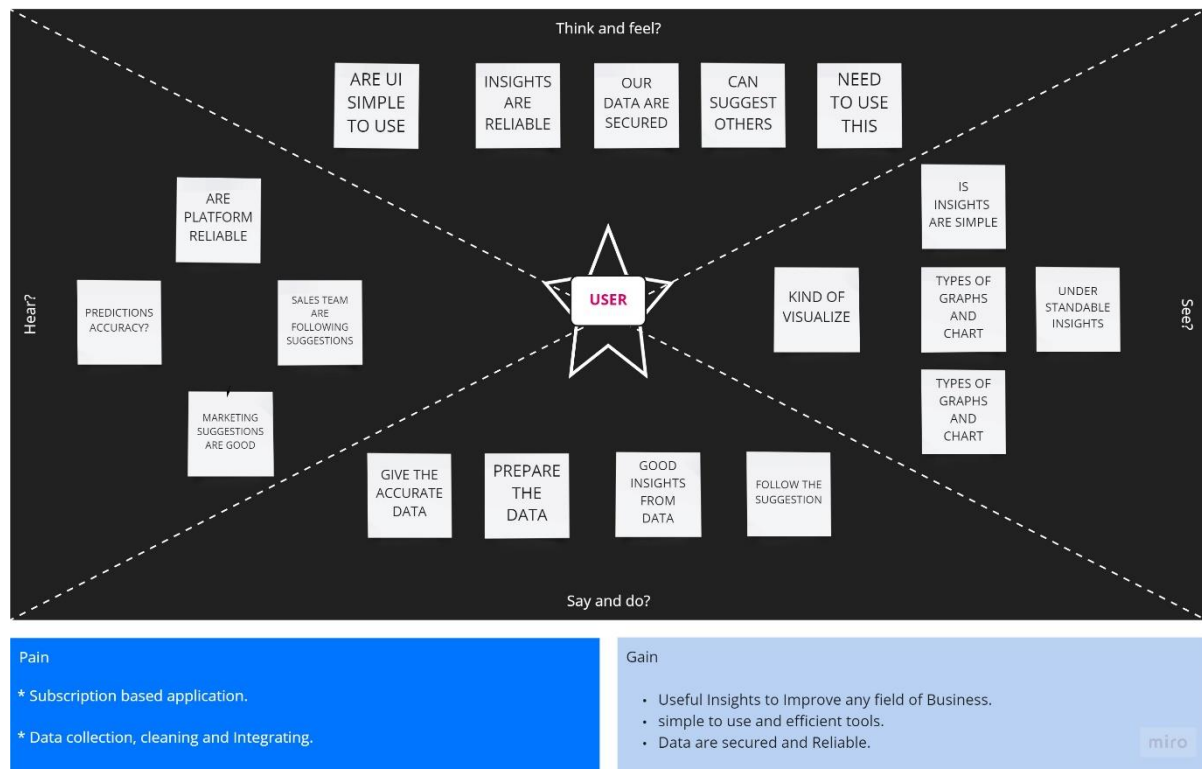 Think and feel?
ARE UI
SIMPLE
TO USE
INSIGHTS
ARE
RELIABLE
OUR
DATA ARE
SECURED
CAN
SUGGEST
OTHERS
NEED
TO USE
THIS
Hear?
ARE
PLATFORM
RELIABLE
PREDICTIONS
ACCURACY?
SALES TEAM
ARE
FOLLOWING
SUGGESTIONS
MARKETING
SUGGESTIONS
ARE GOOD
USER
See?
IS
INSIGHTS
ARE SIMPLE
KIND OF
VISUALIZE
TYPES OF
GRAPHS
AND
CHART
UNDER
STANDABLE
INSIGHTS
TYPES OF
GRAPHS
AND
CHART
GIVE THE
ACCURATE
DATA
PREPARE
THE
DATA
GOOD
INSIGHTS
FROM
DATA
FOLLOW THE
SUGGESTION
Say and do?
Pain
* Subscription based application.
* Data collection, cleaning and Integrating.
Gain
• Useful Insights to Improve any field of Business.
• simple to use and efficient tools.
• Data are secured and Reliable.
miro